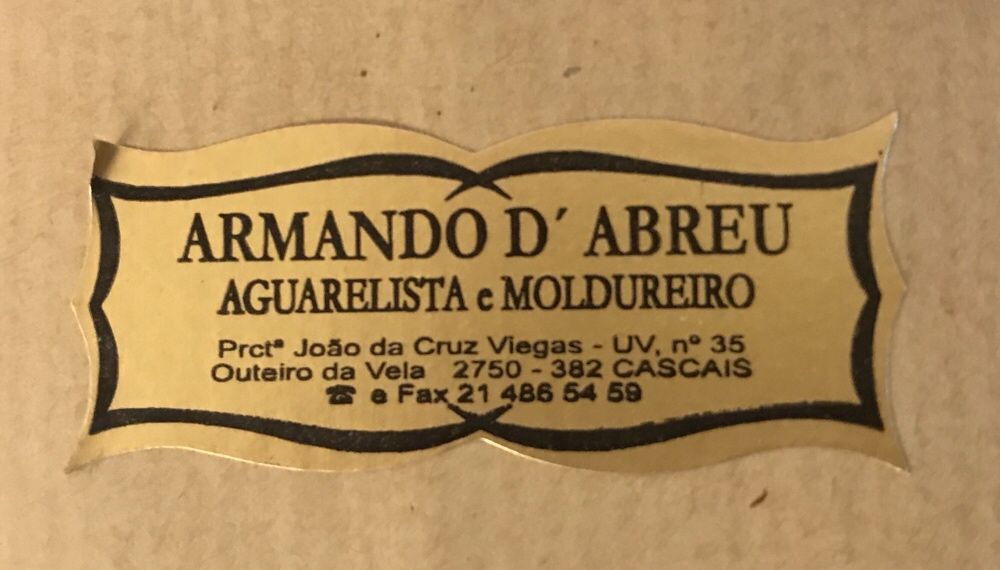 ARMANDO D´ ABREU
AGUARELISTA e MOLDUREIRO
Prctª João da Cruz Viegas - UV, nº 35
Outeiro da Vela 2750 - 382 CASCAIS
☎ e Fax 21 486 54 59